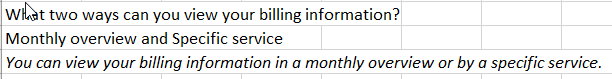 What two ways can you view your billing information?
Monthly overview and Specific service
You can view your billing information in a monthly overview or by a specific service.